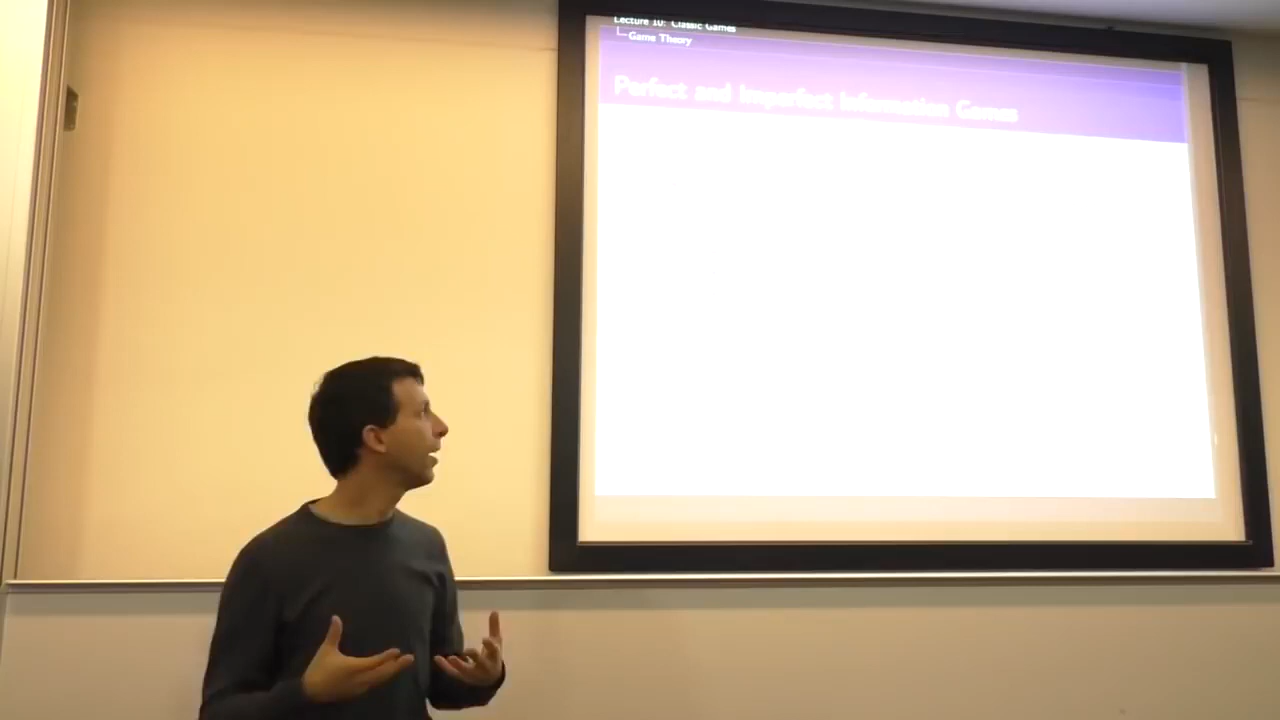 Lecture 10: Classic Games
Game Theory
Perfect and Imperfect Information Games